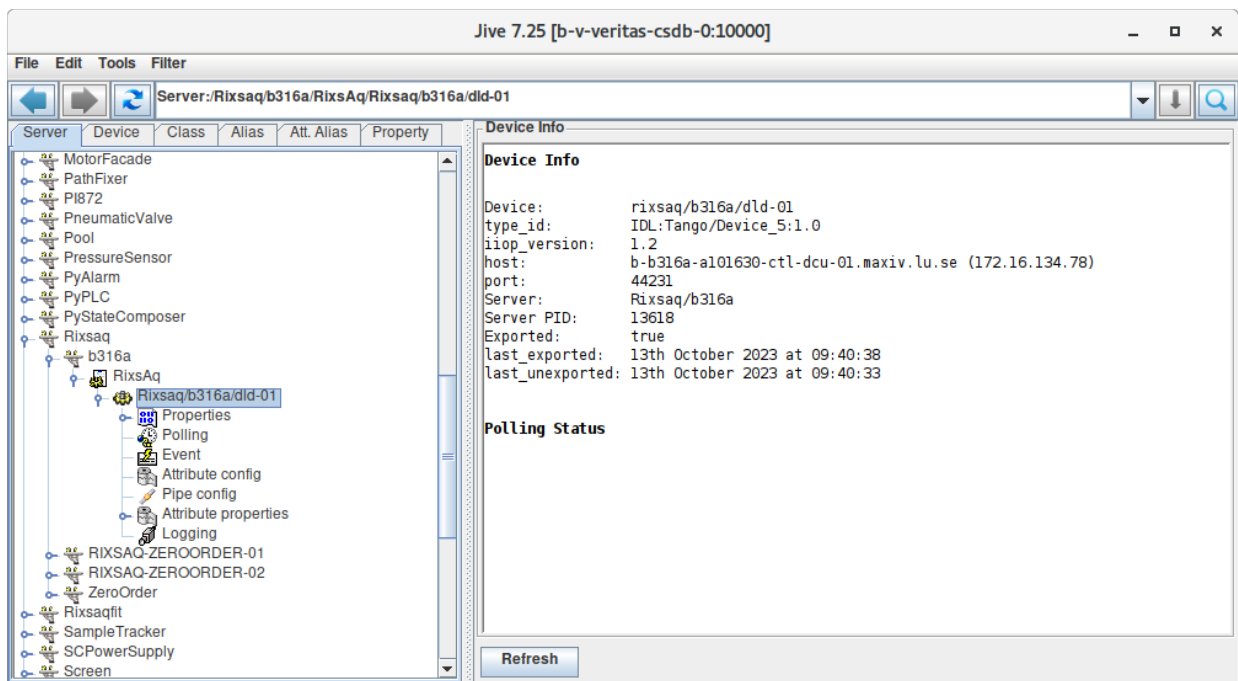 Jive 7.25 [b-v-veritas-csdb-0:10000]
File Edit Tools Filter
Server:/Rixsaq/b316a/RixsAq/Rixsaq/b316a/dld-01
Server Device Class Alias Att. Alias Property
MotorFacade
PathFixer
PI872
PneumaticValve
Pool
PressureSensor
PyAlarm
PyPLC
PyStateComposer
Rixsaq
b316a
RixsAq
Rixsaq/b316a/dld-01
Properties
Polling
Event
Attribute config
Pipe config
Attribute properties
Logging
RIXSAQ-ZEROORDER-01
RIXSAQ-ZEROORDER-02
ZeroOrder
Rixsaqfit
SampleTracker
SCPowerSupply
Screen
Device Info
Device Info
Device: rixsaq/b316a/dld-01
type_id: IDL:Tango/Device_5:1.0
iiop_version: 1.2
host: b-b316a-a101630-ctl-dcu-01.maxiv.lu.se (172.16.134.78)
port: 44231
Server: Rixsaq/b316a
Server PID: 13618
Exported: true
last_exported: 13th October 2023 at 09:40:38
last_unexported: 13th October 2023 at 09:40:33
Polling Status
Refresh